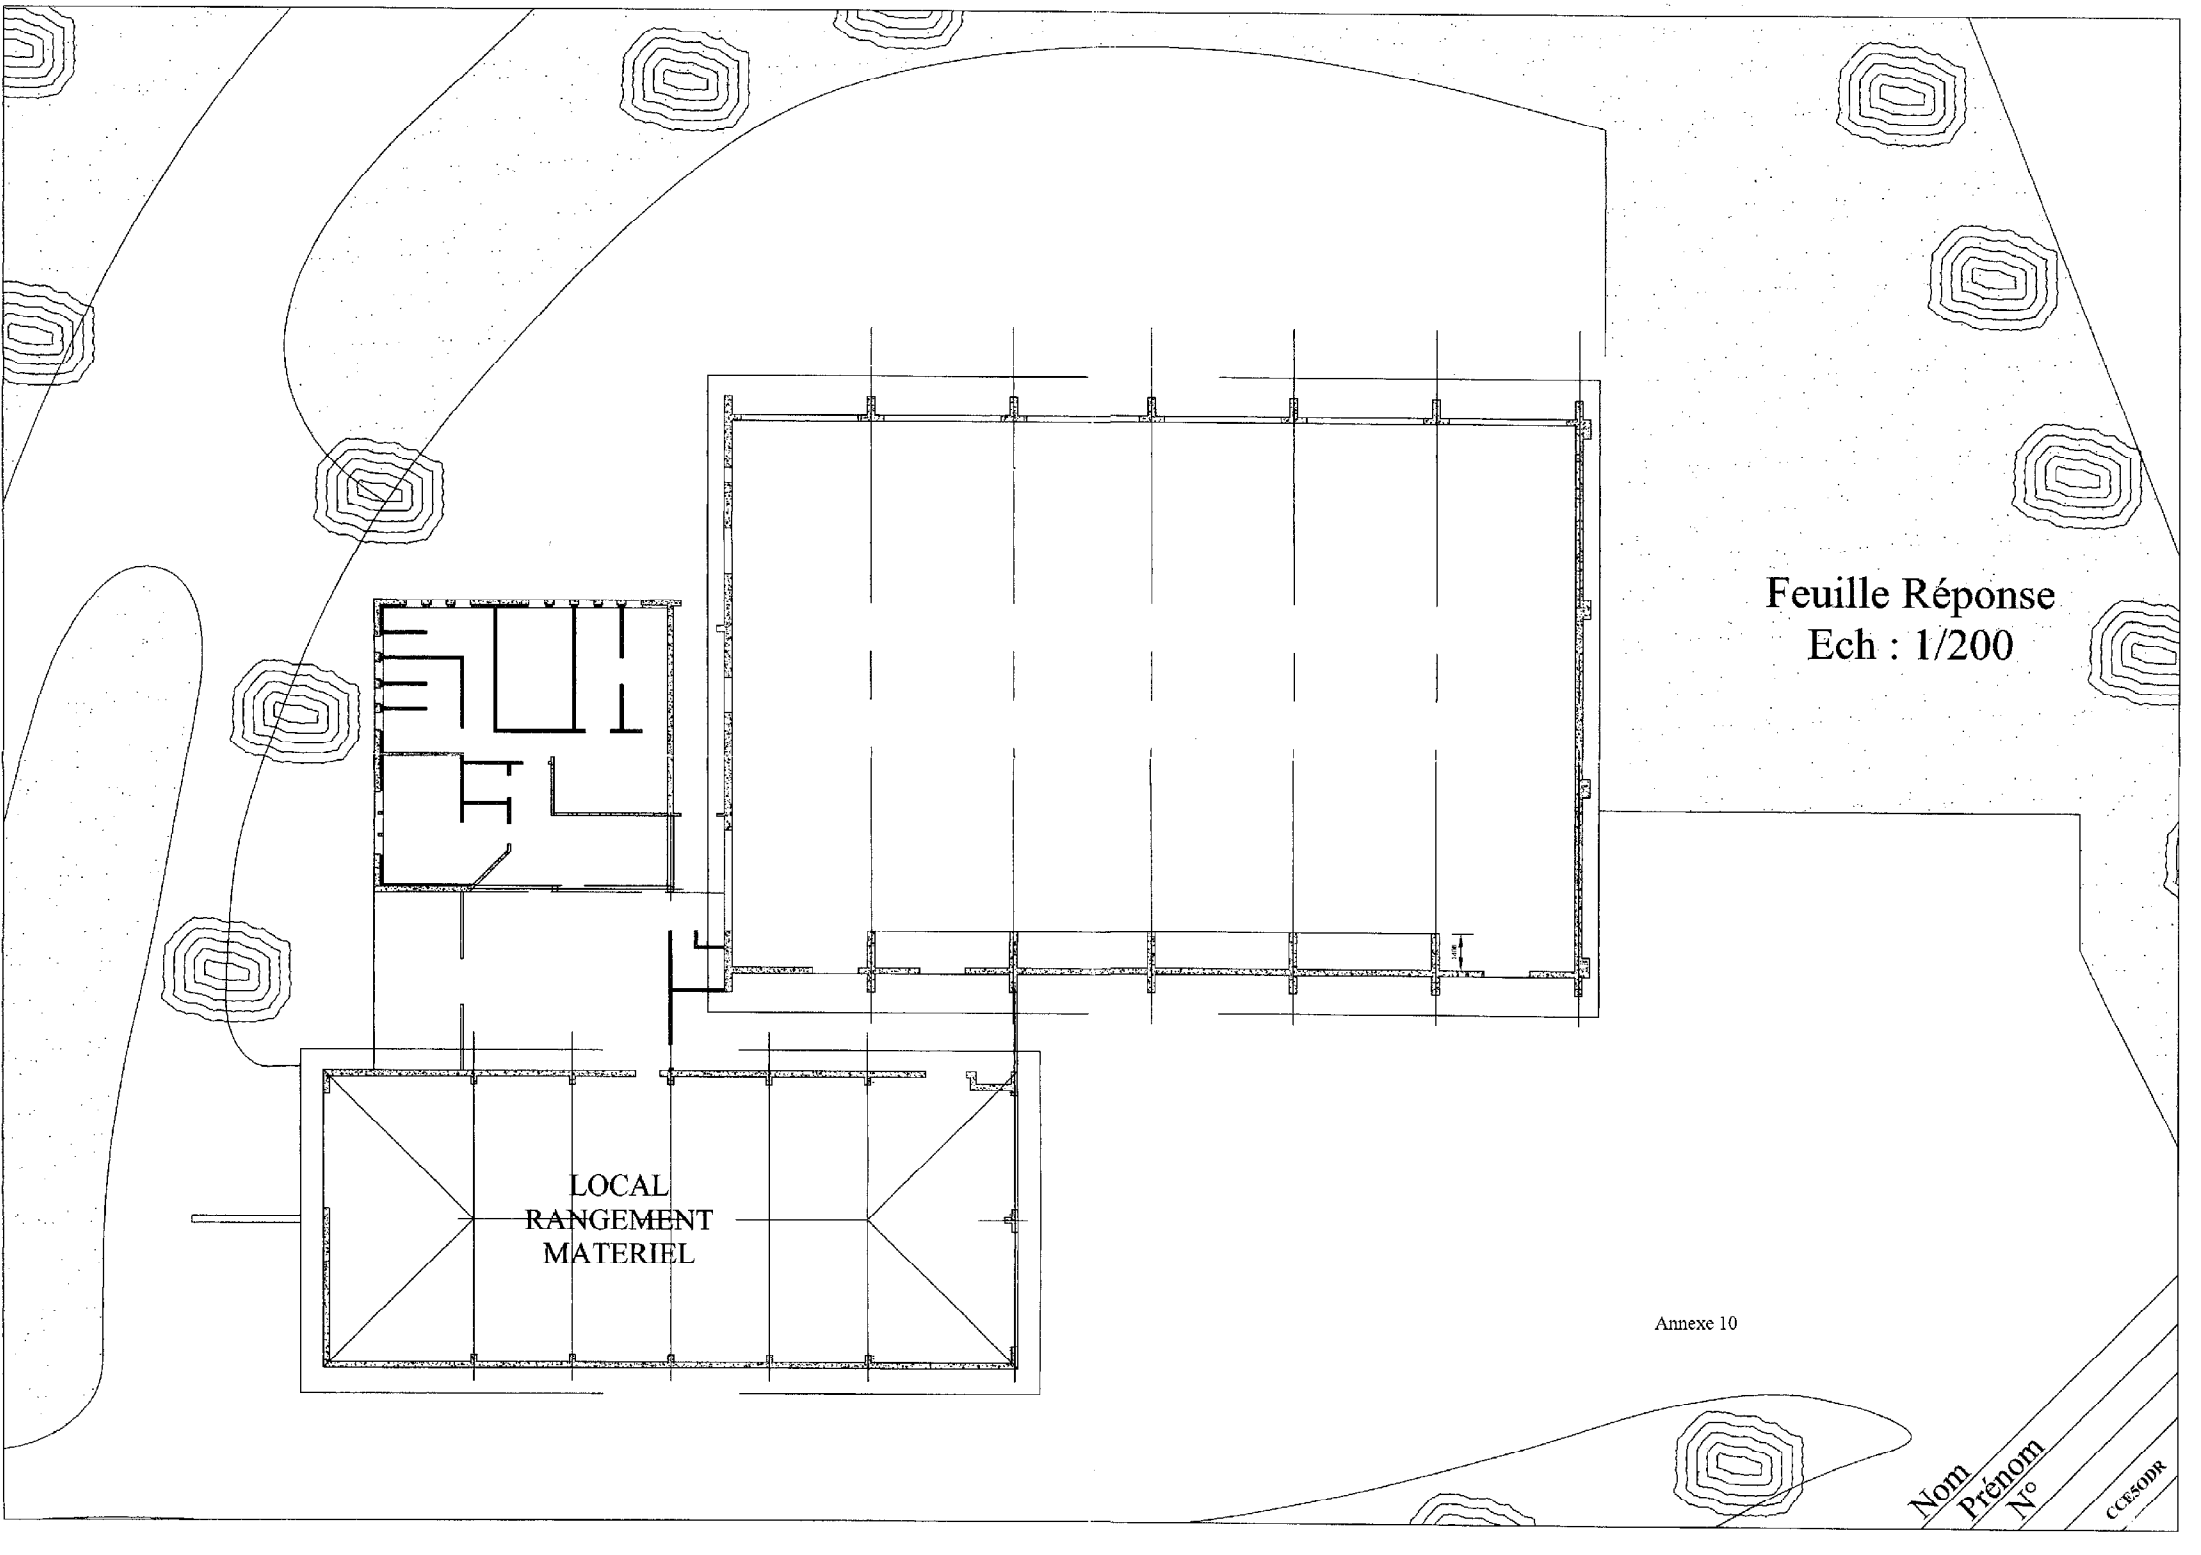 Feuille Réponse
Ech : 1/200
LOCAL
RANGEMENT
MATERIEL
Annexe 10
Nom
Prénom
N°
CCE5ODR